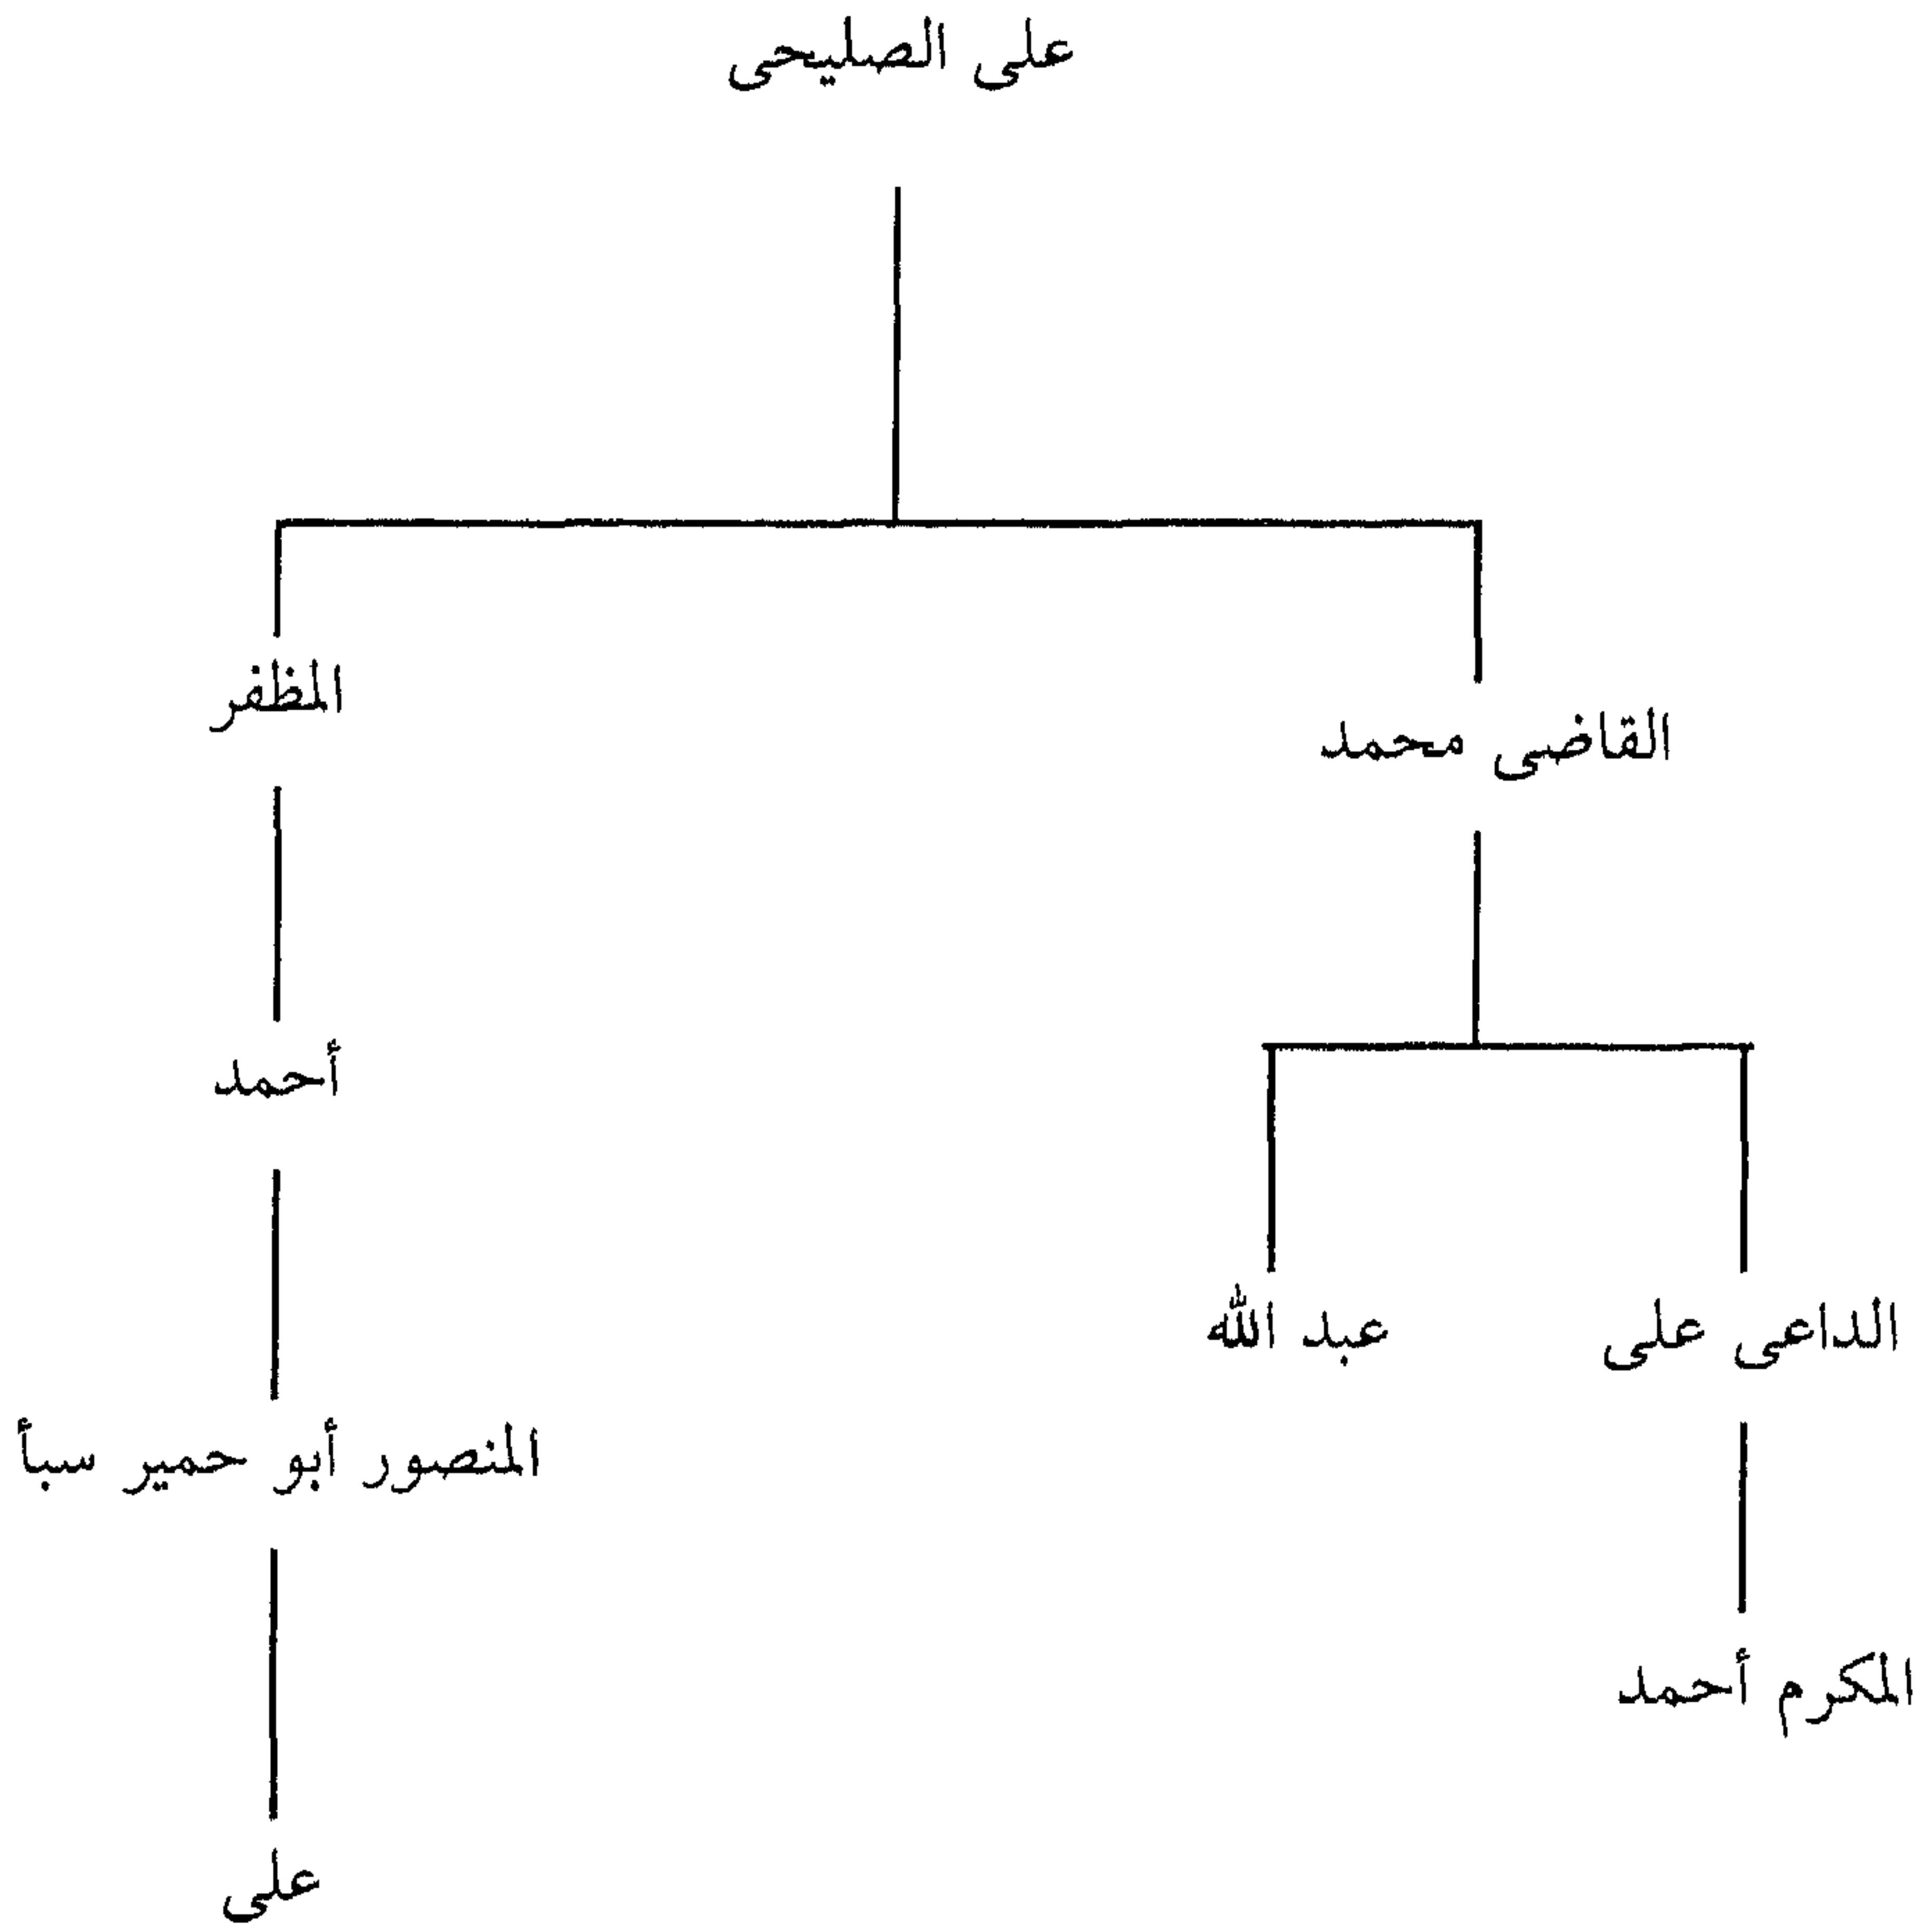 على الصليحى
المظفر
القاضى محمد
أحمد
عبد الله
الداعى على
المنصور أبو حمير سبأ
المكرم أحمد
على